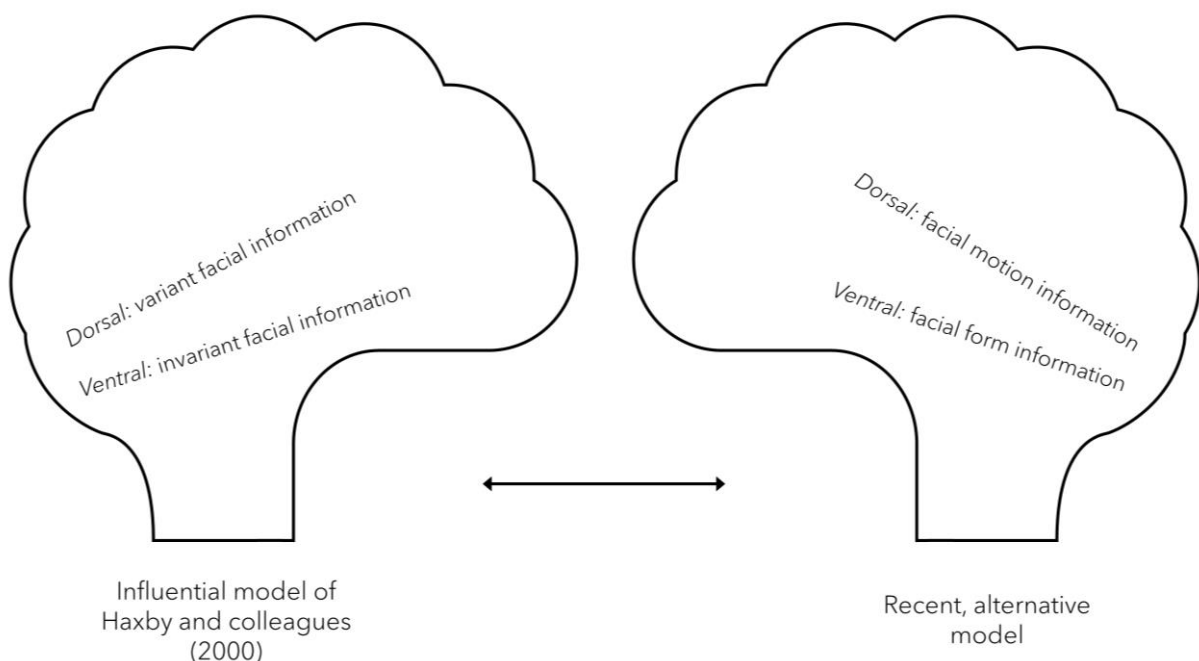 Dorsal: variant facial information
Ventral: invariant facial information
Influential model of
Haxby and colleagues
(2000)
Dorsal: facial motion information
Ventral: facial form information
Recent, alternative
model